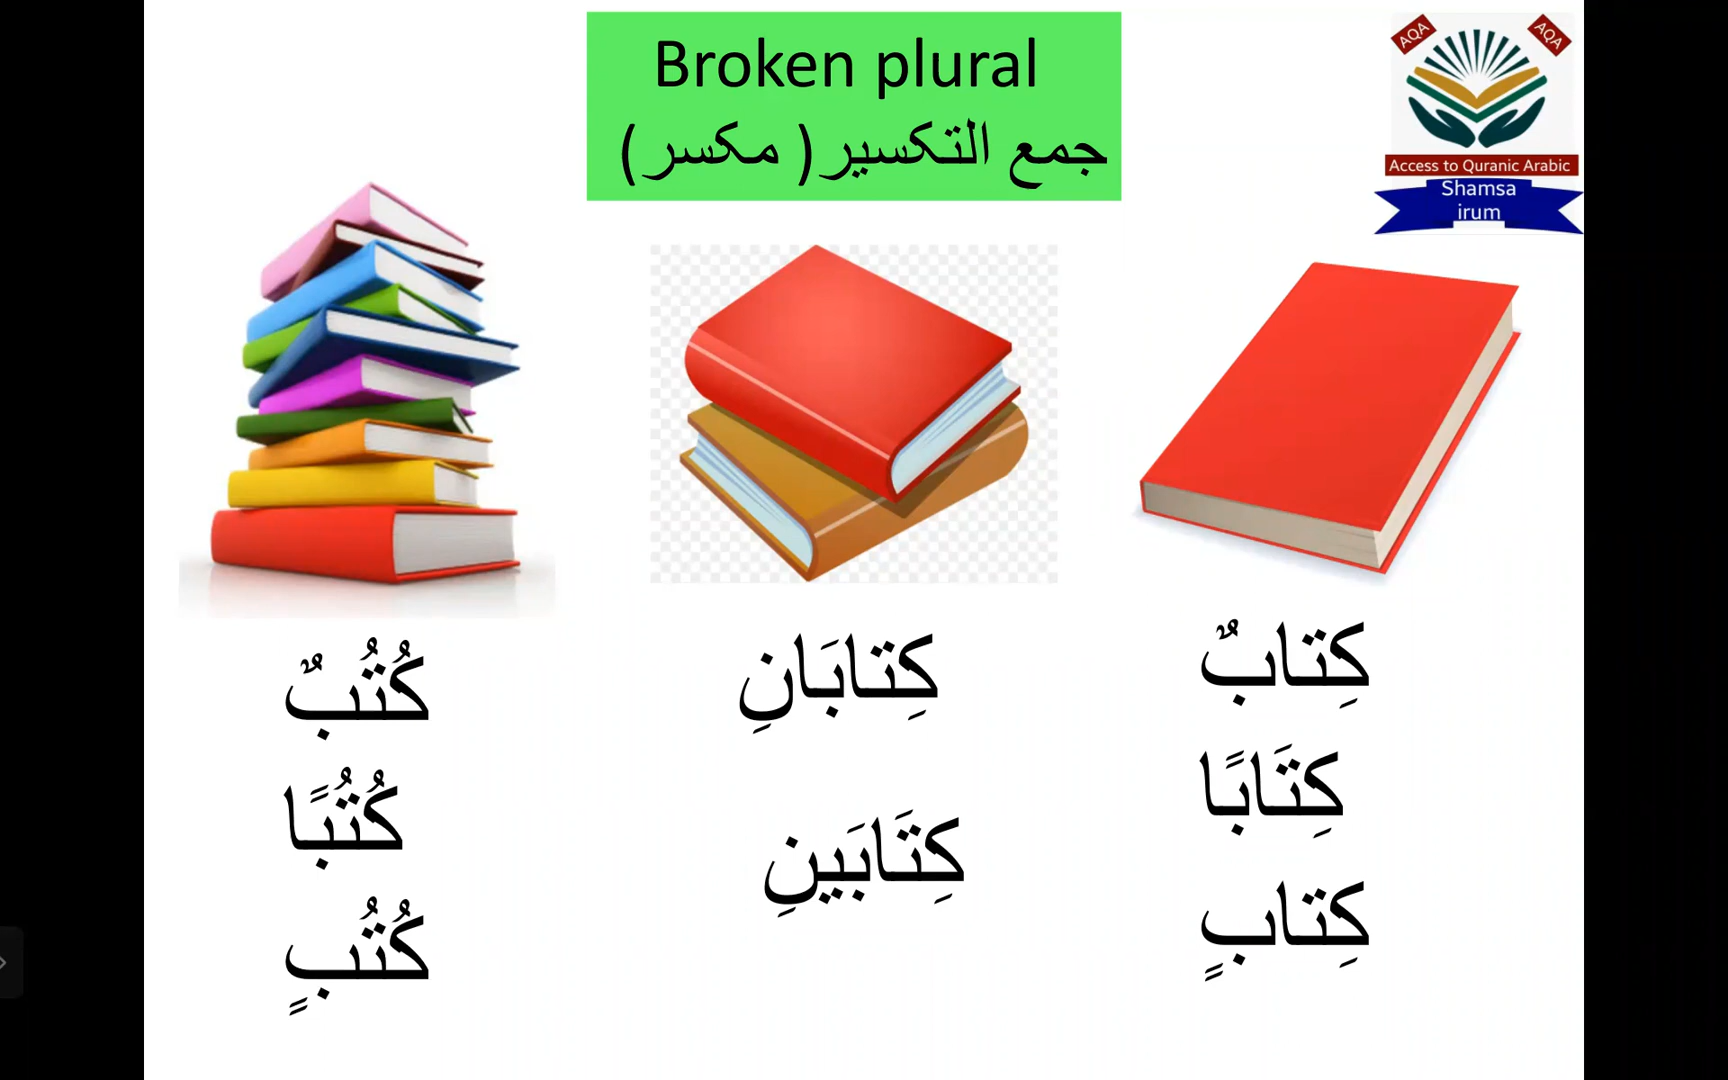 Broken plural
جمع التكسير( مكسر)
AQA
AQA
Access to Quranic Arabic
Shamsa
irum
كِتابٌ
كِتَابًا
كِتابٍ
كِتابَانِ
كِتَابَينِ
كُتُبٌ
كُتُبًا
كُتُبٍ